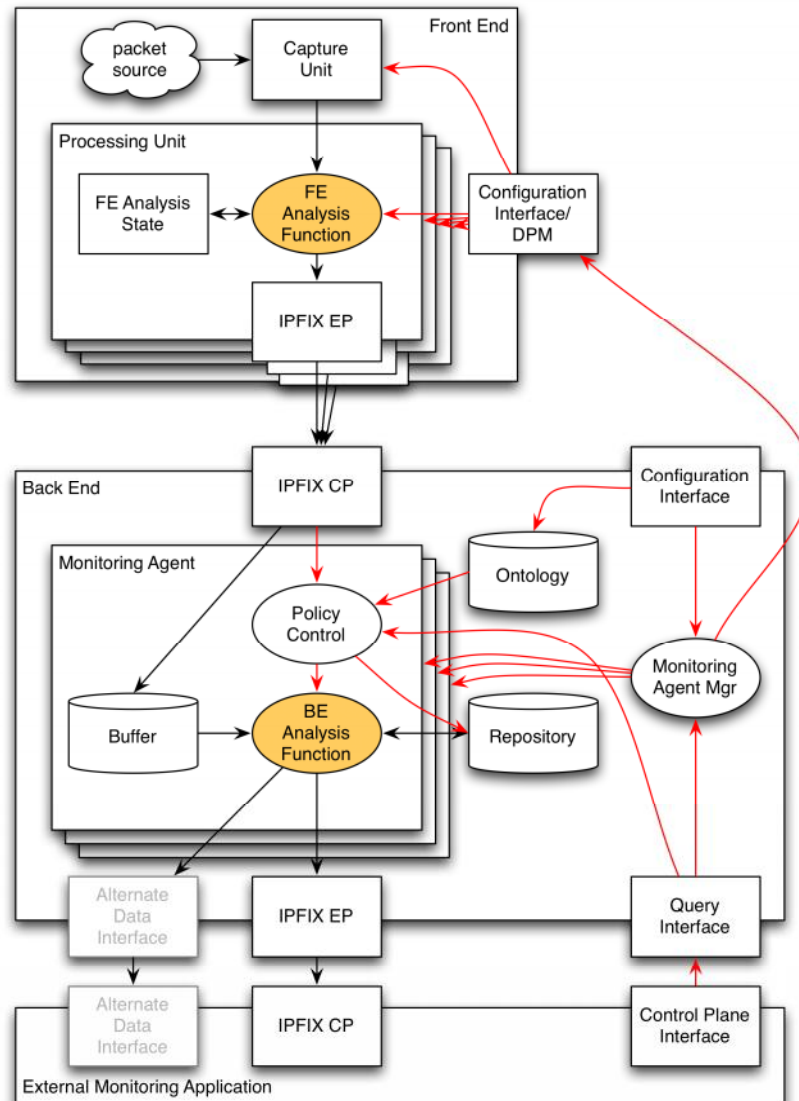 Front End
packet
source
Capture
Unit
Processing Unit
FE Analysis
State
FE
Analysis
Function
Configuration
Interface/
DPM
IPFIX EP
Back End
IPFIX CP
Configuration
Interface
Monitoring Agent
Ontology
Policy
Control
Monitoring
Agent Mgr
Buffer
BE
Analysis
Function
Repository
Alternate
Data
Interface
IPFIX EP
Query
Interface
Alternate
Data
Interface
IPFIX CP
Control Plane
Interface
External Monitoring Application